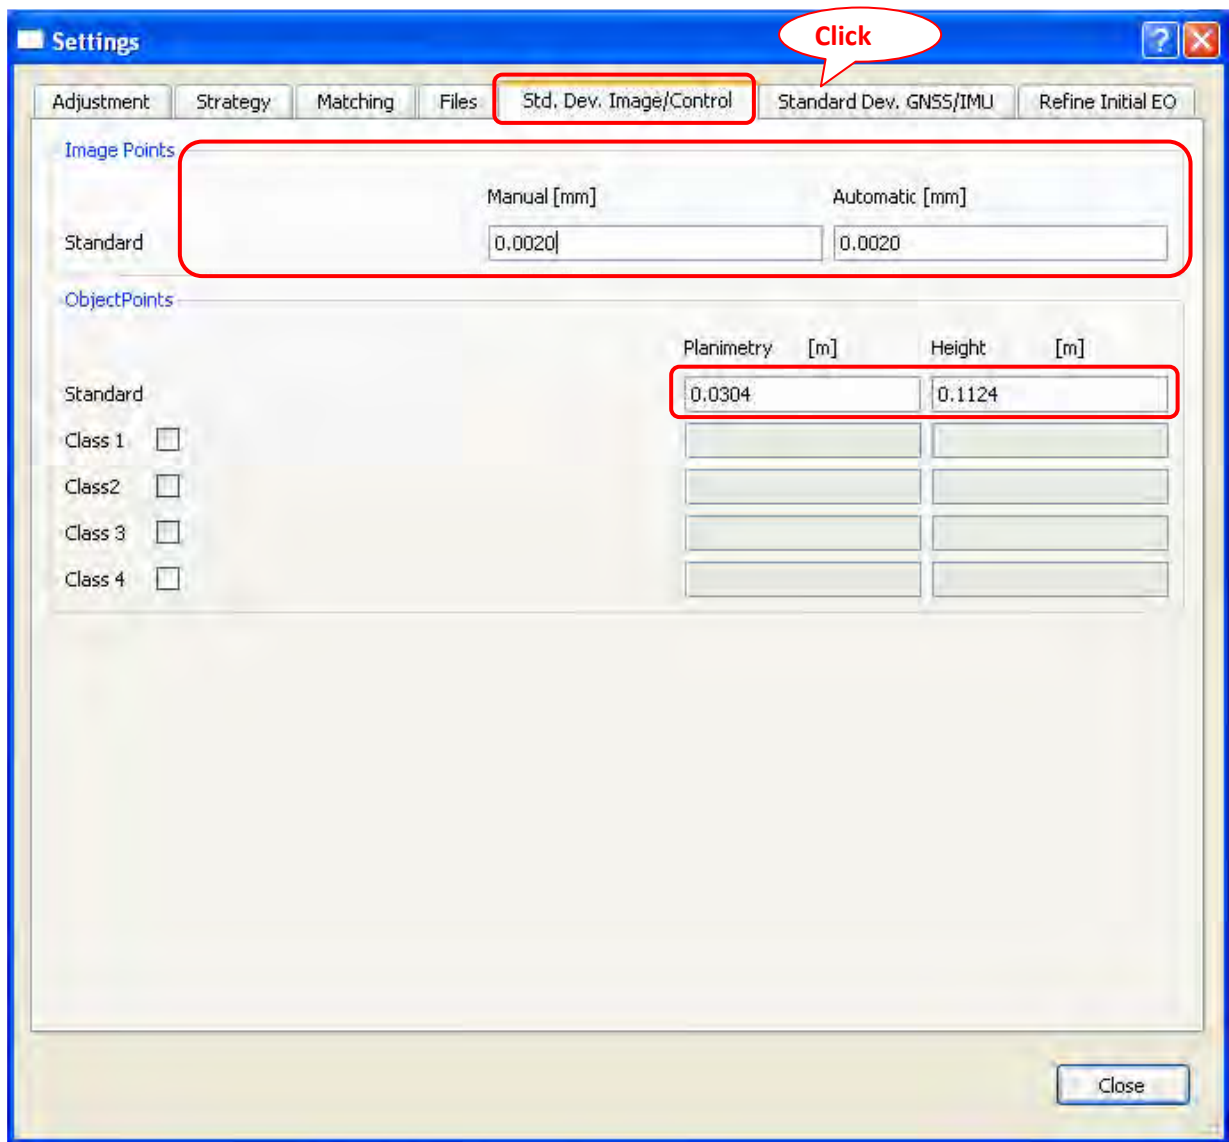 Settings
Click
Adjustment Strategy Matching Files Std. Dev. Image/Control Standard Dev. GNSS/IMU Refine Initial EO
Image Points
Manual [mm] Automatic [mm]
Standard 0.0020 0.0020
ObjectPoints
Planimetry [m] Height [m]
Standard 0.0304 0.1124
Class 1
Class2
Class 3
Class 4
Close